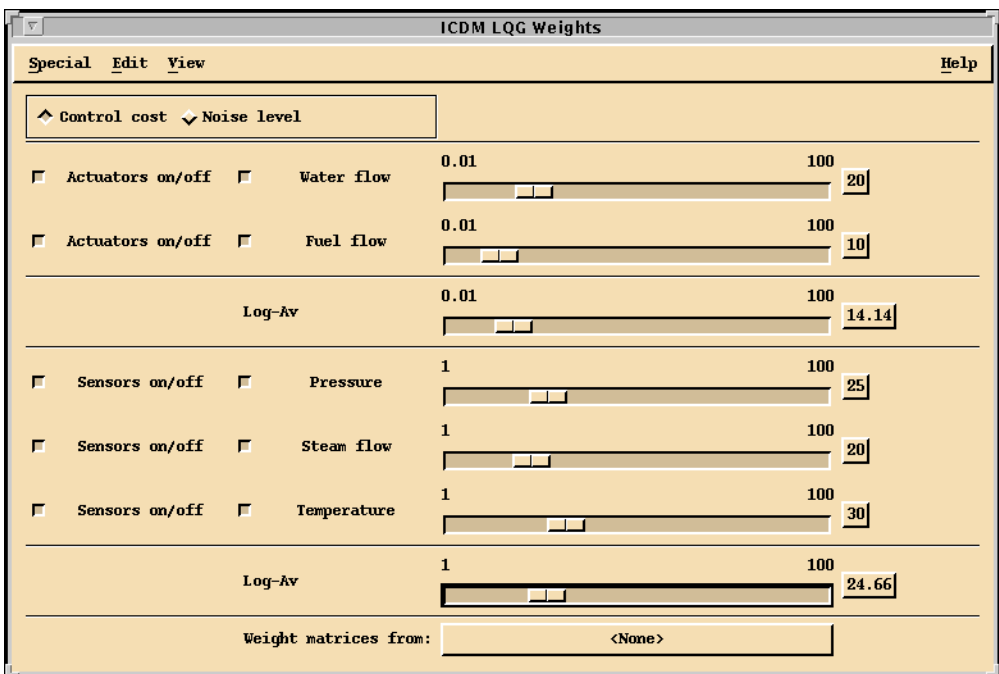 ICDM LQG Weights
Special Edit View Help
Control cost Noise level
0.01 100
Actuators on/off Water flow 20
0.01 100
Actuators on/off Fuel flow 10
0.01 100
Log-Av 14.14
1 100
Sensors on/off Pressure 25
1 100
Sensors on/off Steam flow 20
1 100
Sensors on/off Temperature 30
1 100
Log-Av 24.66
Weight matrices from: <None>